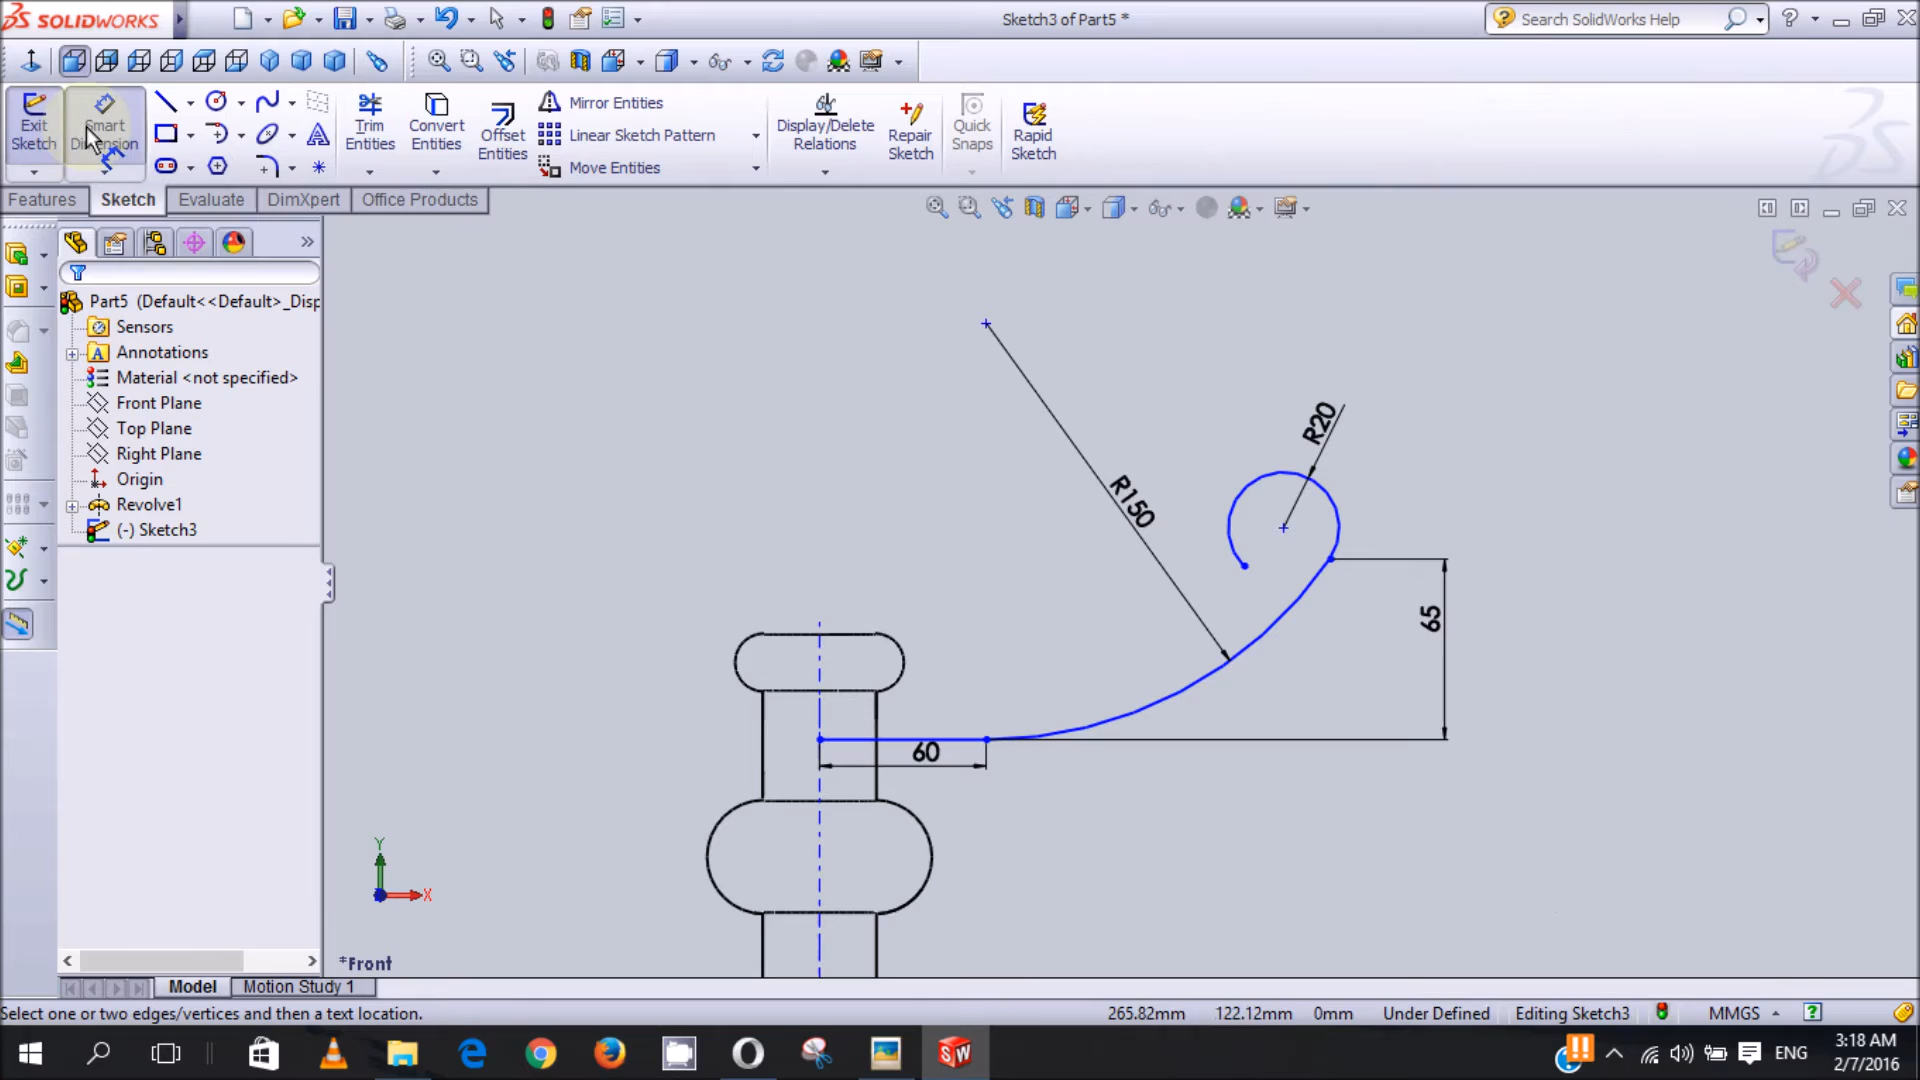 SOLIDWORKS
Sketch3 of Part5 *
Search SolidWorks Help
Exit
Sketch
Smart
Dimension
Trim
Entities
Convert
Entities
Offset
Entities
Mirror Entities
Linear Sketch Pattern
Move Entities
Display/Delete
Relations
Repair
Sketch
Quick
Snaps
Rapid
Sketch
Features
Sketch
Evaluate
DimXpert
Office Products
Part5 (Default<<Default>_Disp
Sensors
Annotations
Material <not specified>
Front Plane
Top Plane
Right Plane
Origin
Revolve1
(-) Sketch3
R20
R150
65
60
Y
X
*Front
Model
Motion Study 1
Select one or two edges/vertices and then a text location.
265.82mm
122.12mm
0mm
Under Defined
Editing Sketch3
MMGS
ENG
3:18 AM
2/7/2016